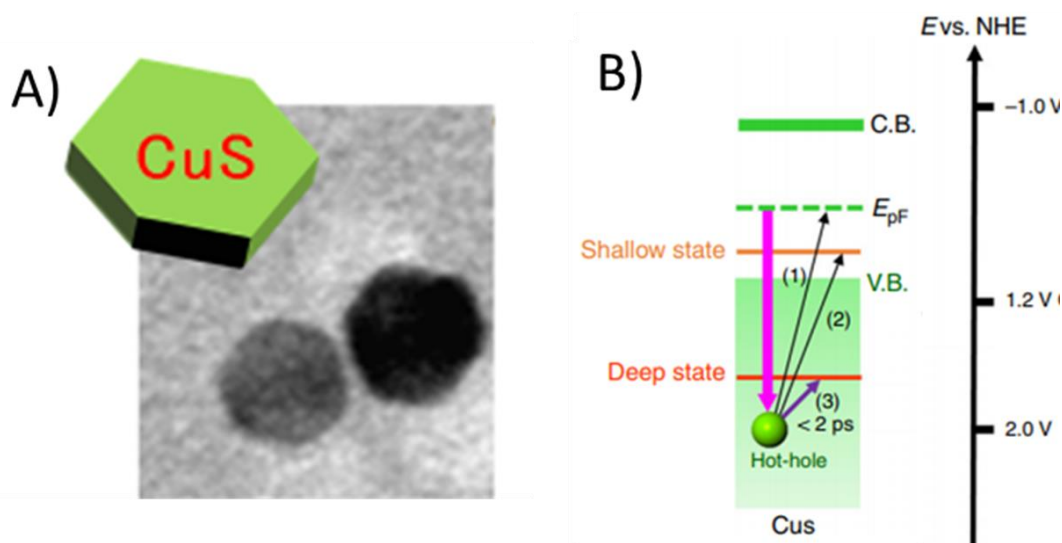 A)
CuS
B)
E vs. NHE
–1.0 V
C.B.
EpF
Shallow state
(1)
V.B.
1.2 V
(2)
Deep state
(3)
< 2 ps
2.0 V
Hot-hole
Cus